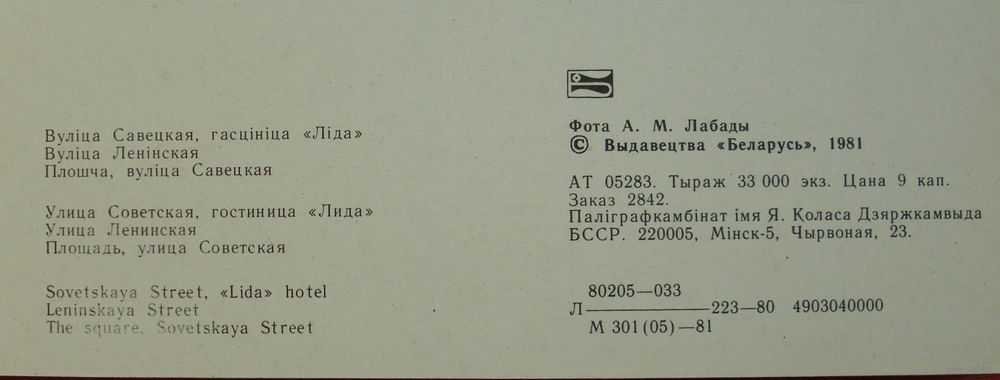 Вуліца Савецкая, гасцініца «Ліда»
Вуліца Ленінская
Плошча, вуліца Савецкая
Улица Советская, гостиница «Лида»
Улица Ленинская
Площадь, улица Советская
Sovetskaya Street, «Lida» hotel
Leninskaya Street
The square. Sovetskaya Street
Фота А. М. Лабады
© Выдавецтва «Беларусь», 1981
АТ 05283. Тыраж 33 000 экз. Цана 9 кап.
Заказ 2842.
Паліграфкамбінат імя Я. Коласа Дзяржкамвыда
БССР. 220005, Мінск-5, Чырвоная, 23.
80205—033
Л————223—80 4903040000
М 301(05)—81